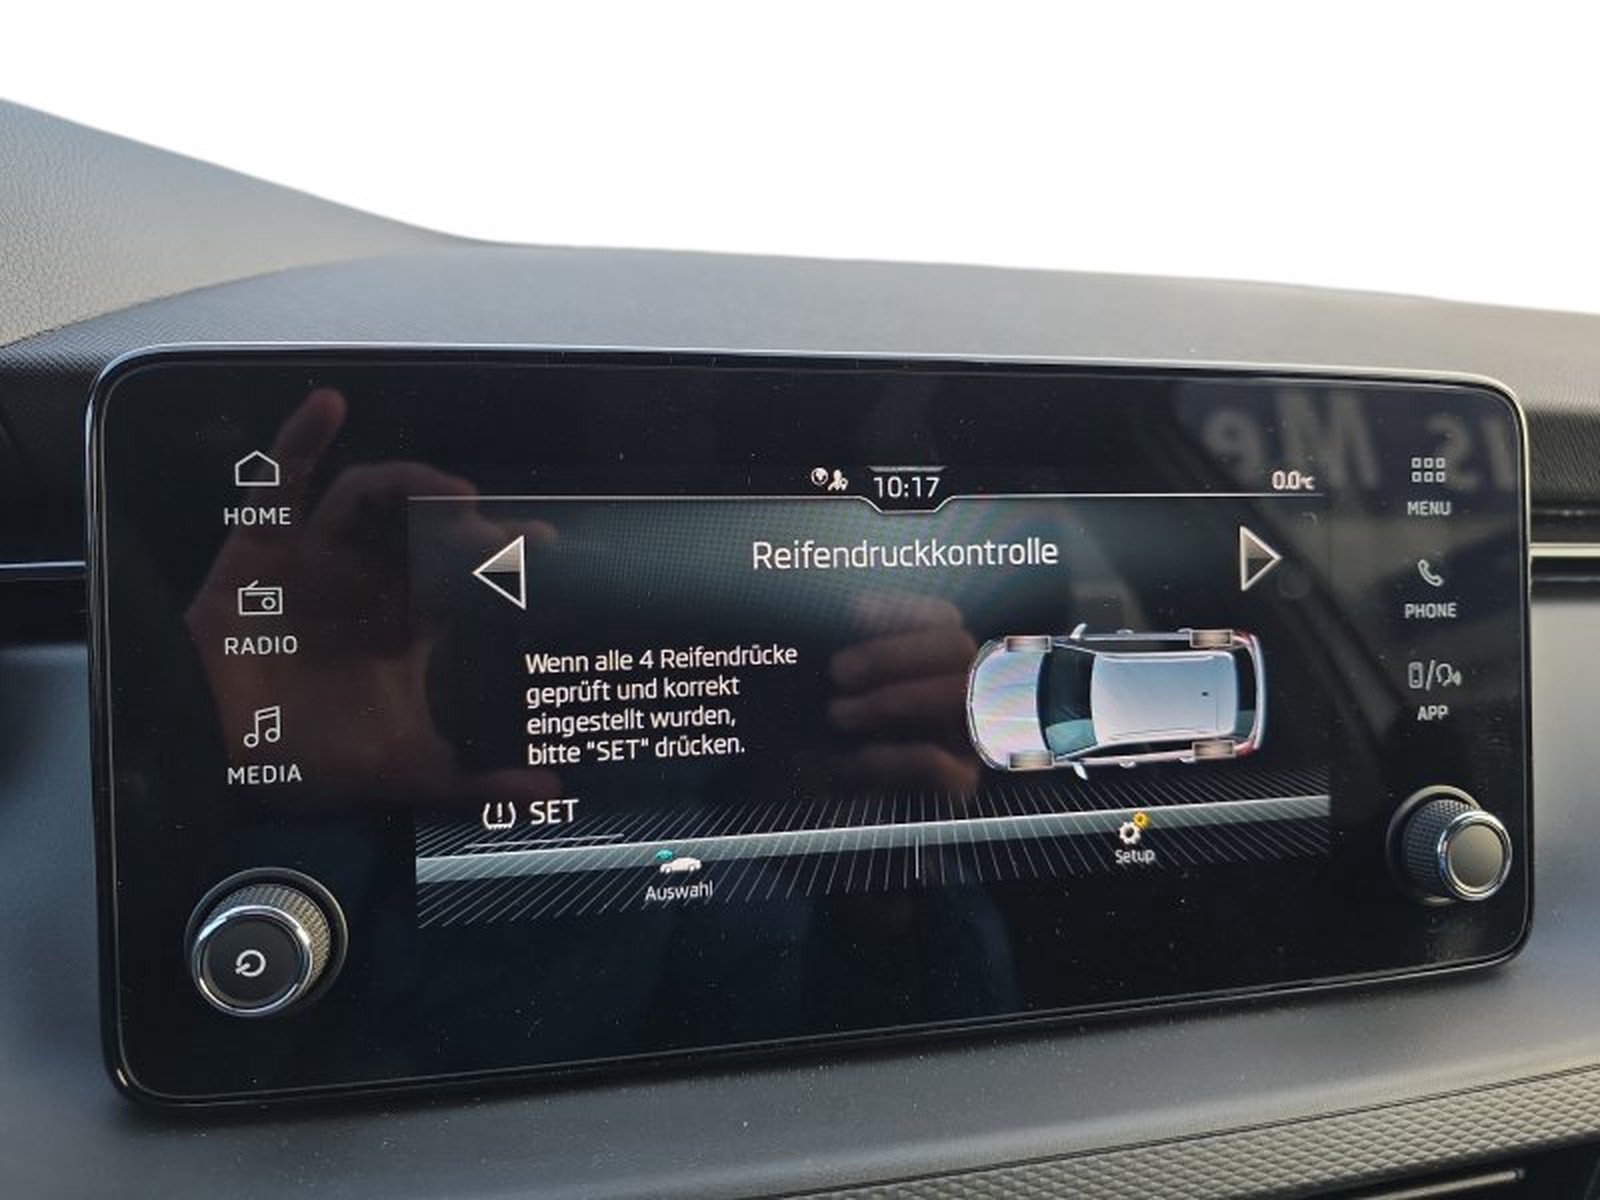 10:17
0.0°C
HOME
MENU
Reifendruckkontrolle
RADIO
PHONE
Wenn alle 4 Reifendrücke
geprüft und korrekt
eingestellt wurden,
bitte "SET" drücken.
MEDIA
APP
SET
Auswahl
Setup